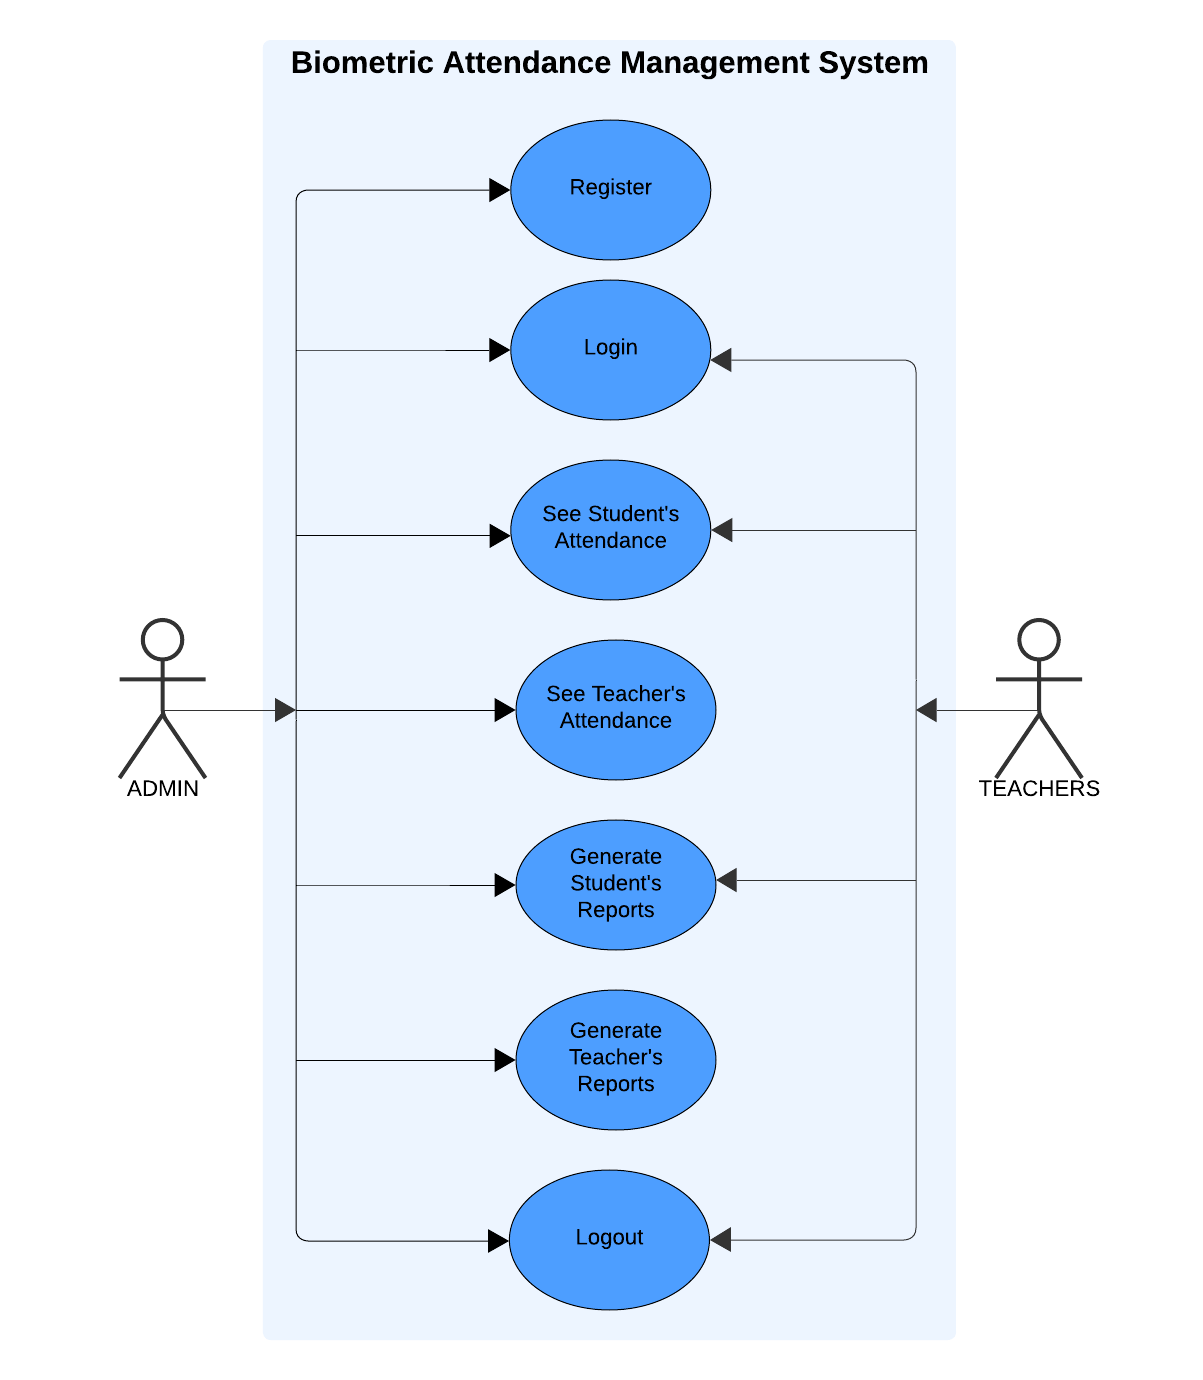 Biometric Attendance Management System
Register
Login
See Student's
Attendance
See Teacher's
Attendance
ADMIN
TEACHERS
Generate
Student's
Reports
Generate
Teacher's
Reports
Logout